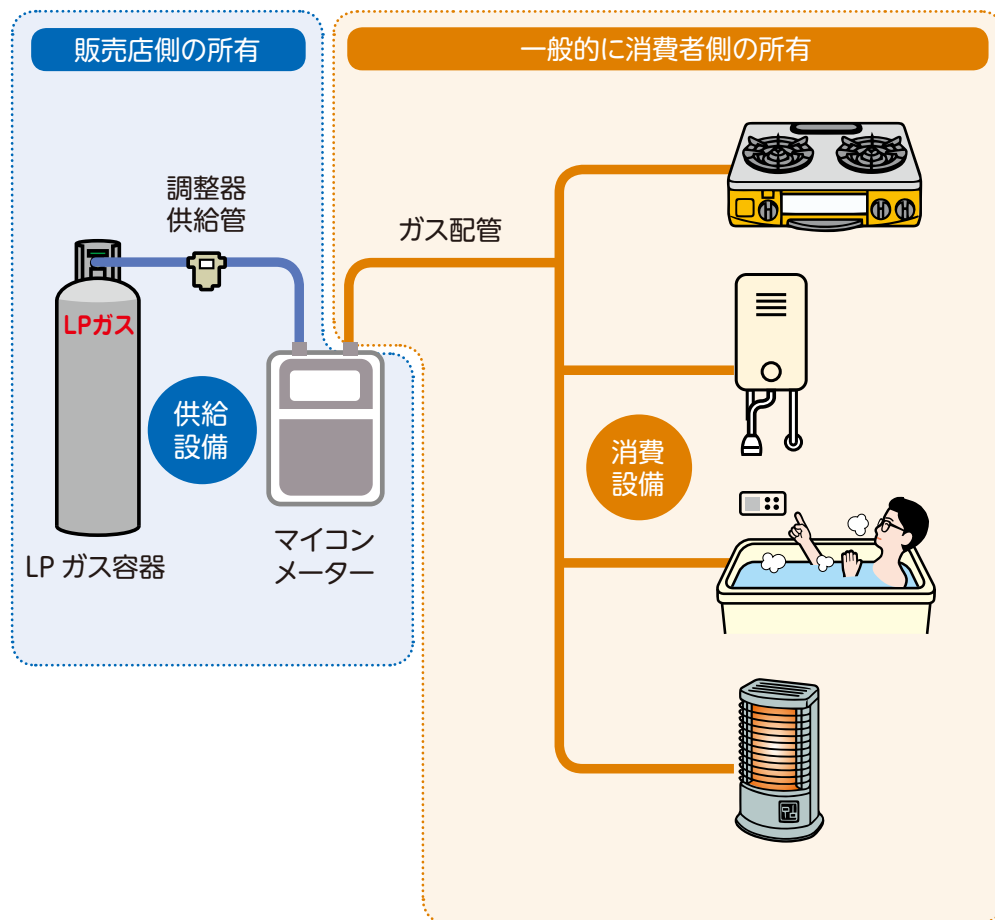 販売店側の所有
一般的に消費者側の所有
調整器
供給管
ガス配管
LPガス
供給
設備
消費
設備
マイコン
メーター
LP ガス容器